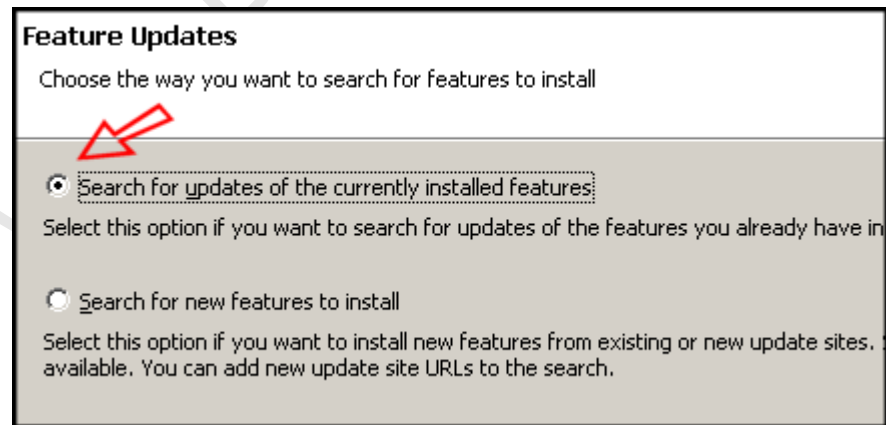 Feature Updates
Choose the way you want to search for features to install
Search for updates of the currently installed features
Select this option if you want to search for updates of the features you already have in
Search for new features to install
Select this option if you want to install new features from existing or new update sites.
available. You can add new update site URLs to the search.